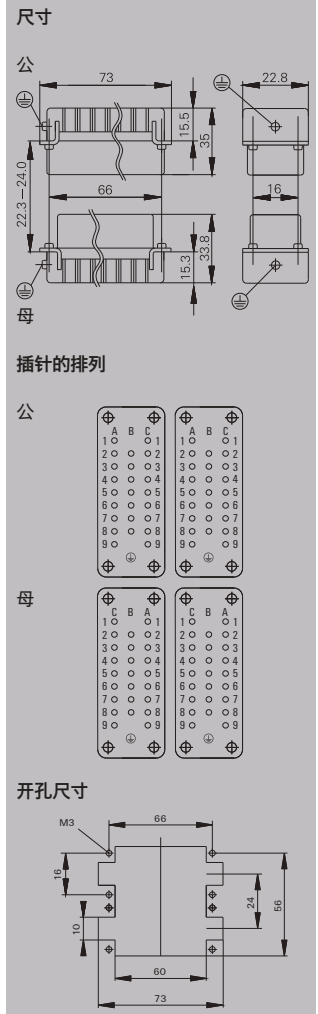 尺寸
公
73
22.8
15.5
35
22.3–24.0
66
16
15.3
33.8
母
插针的排列
公
A B C A B C
1 1 1 1
2 2 2 2
3 3 3 3
4 4 4 4
5 5 5 5
6 6 6 6
7 7 7 7
8 8 8 8
9 9 9 9
母
C B A C B A
1 1 1 1
2 2 2 2
3 3 3 3
4 4 4 4
5 5 5 5
6 6 6 6
7 7 7 7
8 8 8 8
9 9 9 9
开孔尺寸
M3
66
16
24
56
10
60
73